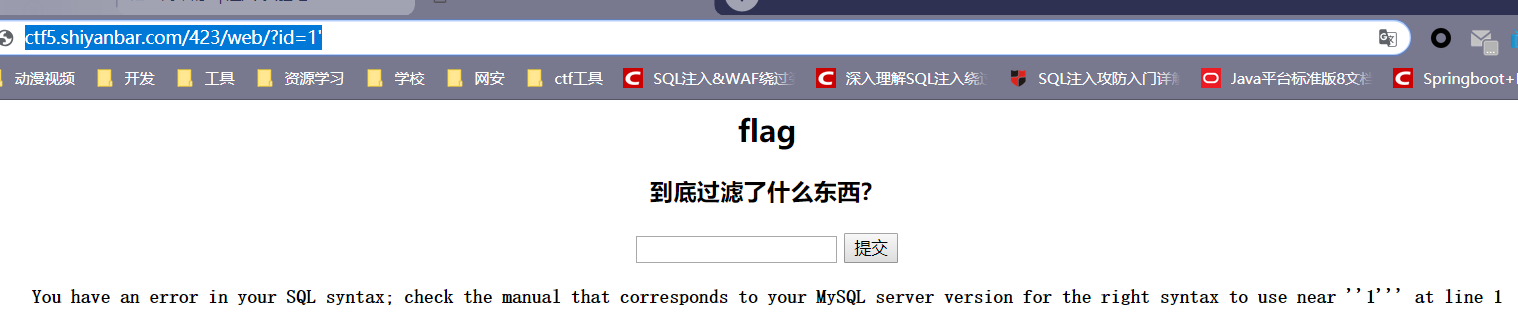 ctf5.shiyanbar.com/423/web/?id=1'
动漫视频 开发 工具 资源学习 学校 网安 ctf工具 SQL注入&WAF绕过 深入理解SQL注入绕 SQL注入攻防入门详 Java平台标准版8文档 Springboot+
flag
到底过滤了什么东西?
提交
You have an error in your SQL syntax; check the manual that corresponds to your MySQL server version for the right syntax to use near ''1''' at line 1